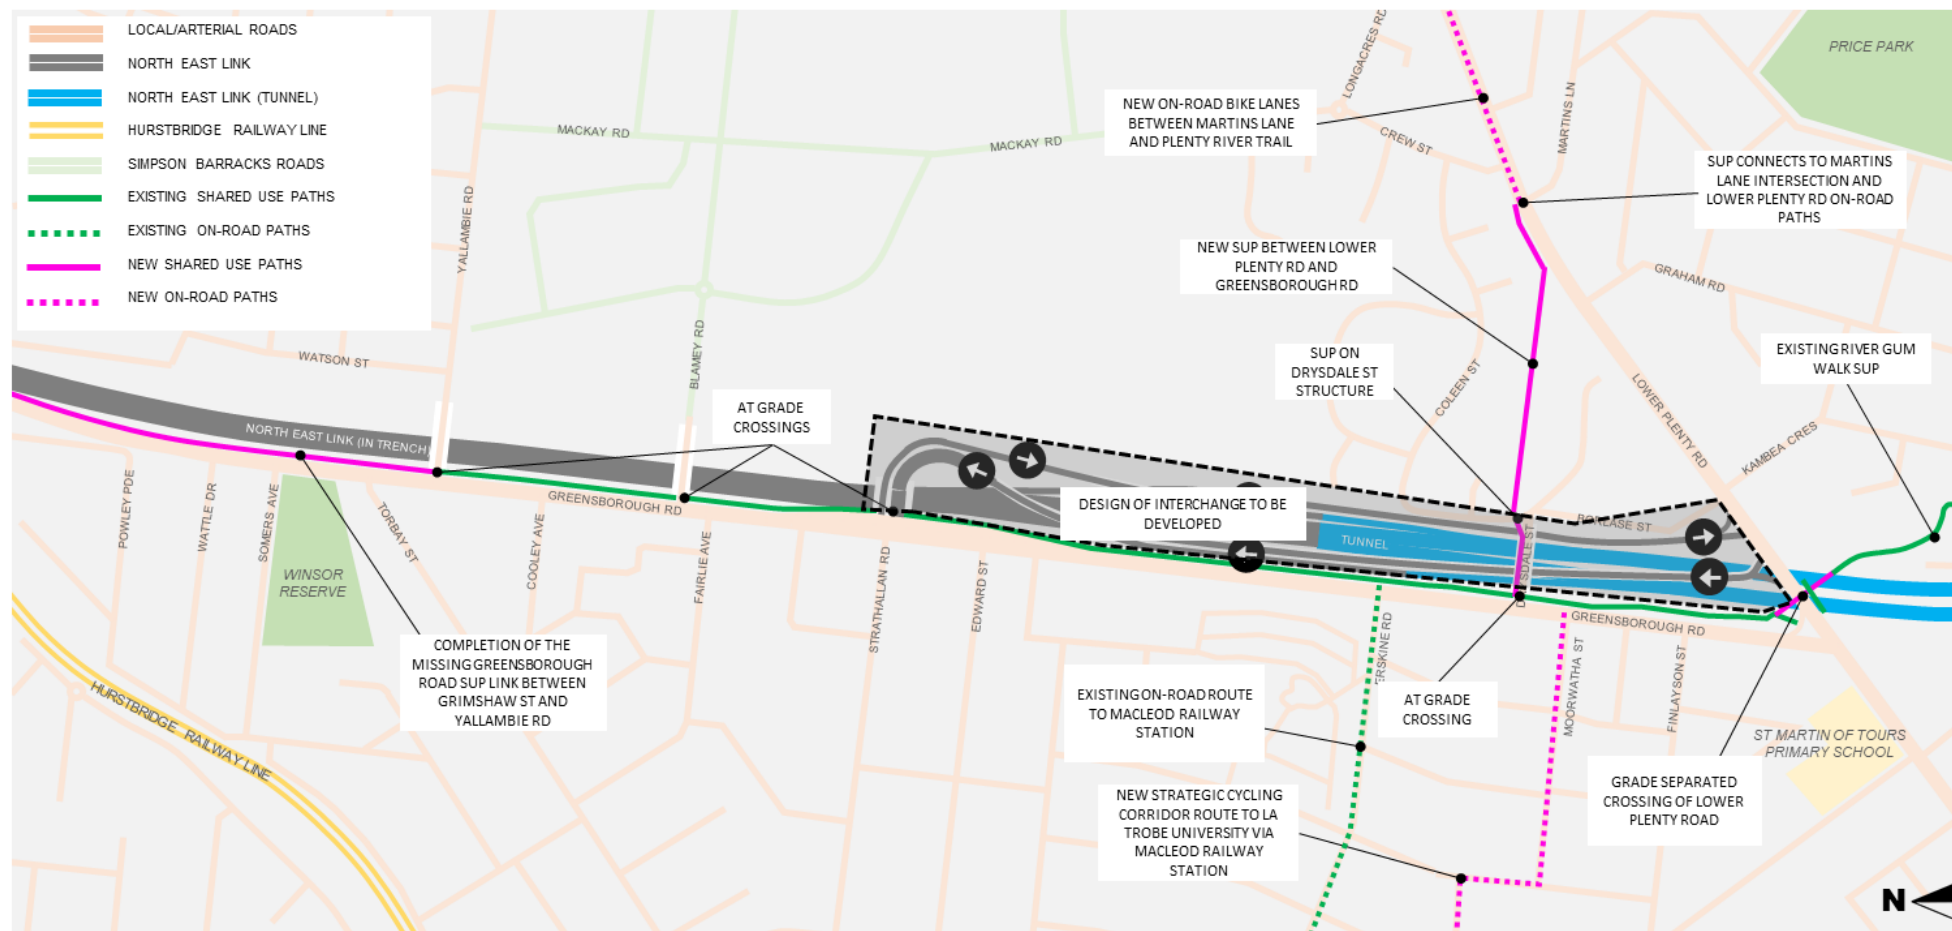 LOCAL/ARTERIAL ROADS
NORTH EAST LINK
NORTH EAST LINK (TUNNEL)
HURSTBRIDGE RAILWAY LINE
SIMPSON BARRACKS ROADS
EXISTING SHARED USE PATHS
EXISTING ON-ROAD PATHS
NEW SHARED USE PATHS
NEW ON-ROAD PATHS
PRICE PARK
LONGACRES RD
MARTINS LN
CREW ST
MACKAY RD
MACKAY RD
NEW ON-ROAD BIKE LANES
BETWEEN MARTINS LANE
AND PLENTY RIVER TRAIL
SUP CONNECTS TO MARTINS
LANE INTERSECTION AND
LOWER PLENTY RD ON-ROAD
PATHS
YALLAMBIE RD
NEW SUP BETWEEN LOWER
PLENTY RD AND
GREENSBOROUGH RD
GRAHAM RD
WATSON ST
BLAMEY RD
SUP ON
DRYSDALE ST
STRUCTURE
COLEEN ST
LOWER PLENTY RD
EXISTING RIVER GUM
WALK SUP
AT GRADE
CROSSINGS
NORTH EAST LINK (IN TRENCH)
KAMBEA CRES
GREENSBOROUGH RD
DESIGN OF INTERCHANGE TO BE
DEVELOPED
BORLASE ST
TUNNEL
POWLEY PDE
WATTLE DR
SOMERS AVE
TORBAY ST
COOLEY AVE
FAIRLIE AVE
STRATHALLAN RD
EDWARD ST
WINSOR
RESERVE
ERSKINE RD
MOORWATHA ST
FINLAYSON ST
GREENSBOROUGH RD
COMPLETION OF THE
MISSING GREENSBOROUGH
ROAD SUP LINK BETWEEN
GRIMSHAW ST AND
YALLAMBIE RD
HURSTBRIDGE RAILWAY LINE
EXISTING ON-ROAD ROUTE
TO MACLEOD RAILWAY
STATION
AT GRADE
CROSSING
ST MARTIN OF TOURS
PRIMARY SCHOOL
NEW STRATEGIC CYCLING
CORRIDOR ROUTE TO LA
TROBE UNIVERSITY VIA
MACLEOD RAILWAY
STATION
GRADE SEPARATED
CROSSING OF LOWER
PLENTY ROAD
N